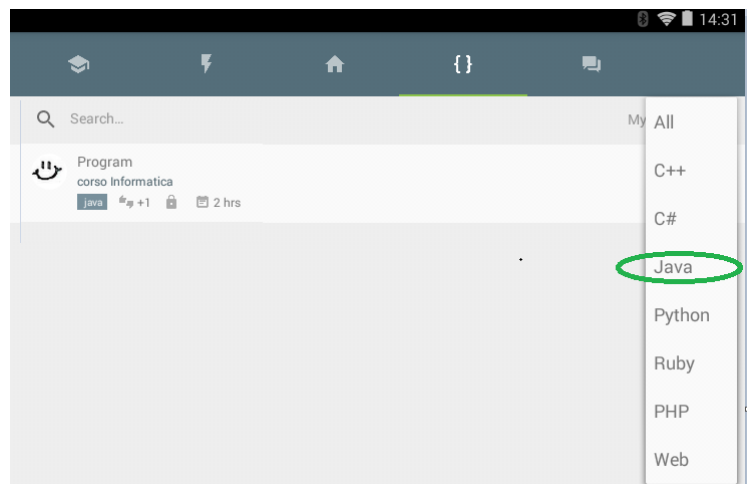 14:31
{ }
Search...
My
Program
corso Informatica
java +1 2 hrs
All
C++
C#
Java
Python
Ruby
PHP
Web